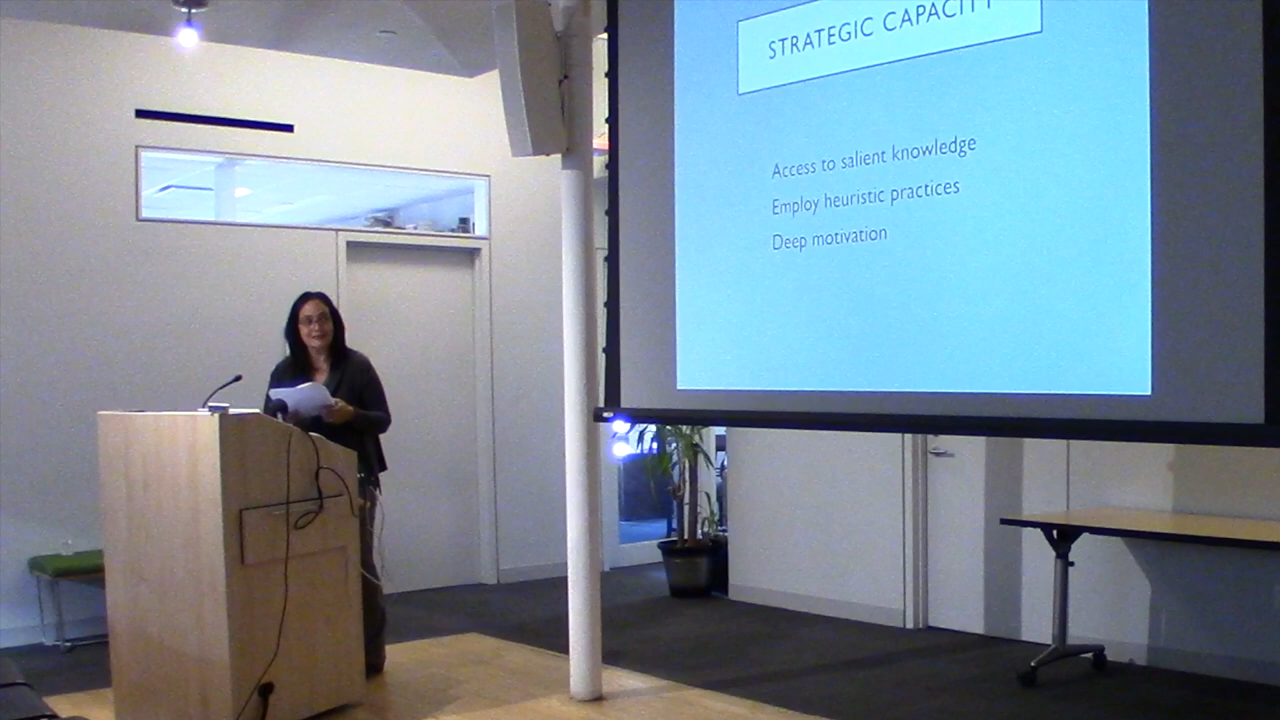 STRATEGIC CAPACITY
Access to salient knowledge
Employ heuristic practices
Deep motivation